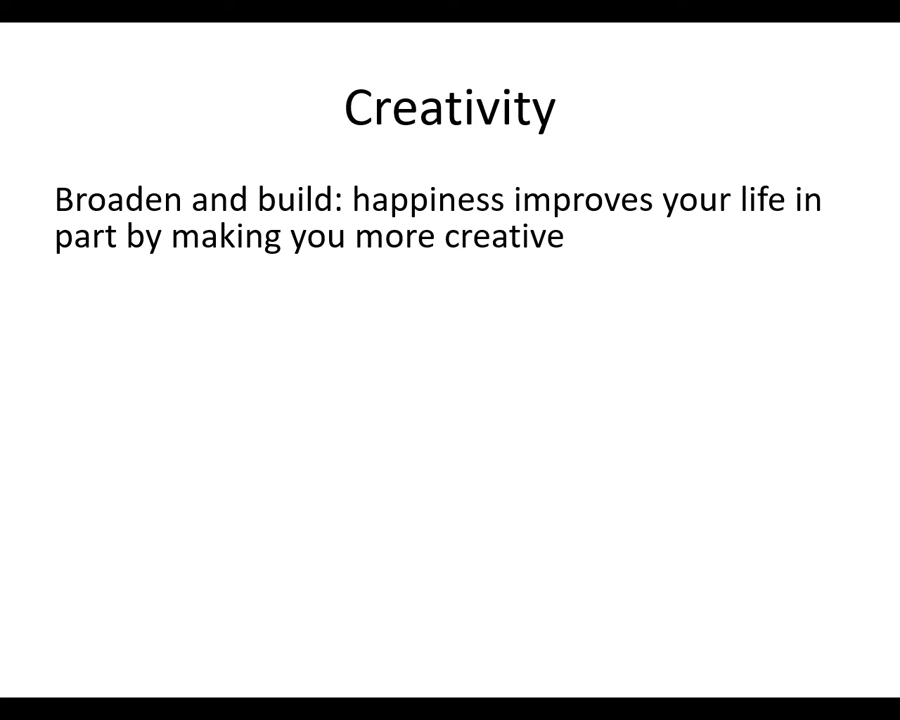 Creativity
Broaden and build: happiness improves your life in
part by making you more creative